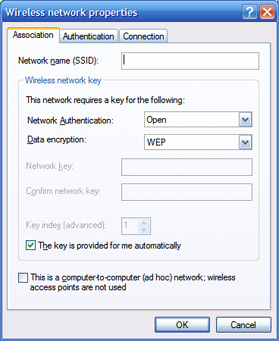 Wireless network properties
Association Authentication Connection
Network name (SSID):
Wireless network key
This network requires a key for the following:
Network Authentication: Open
Data encryption: WEP
Network key:
Confirm network key:
Key index (advanced): 1
The key is provided for me automatically
This is a computer-to-computer (ad hoc) network; wireless
access points are not used
OK Cancel